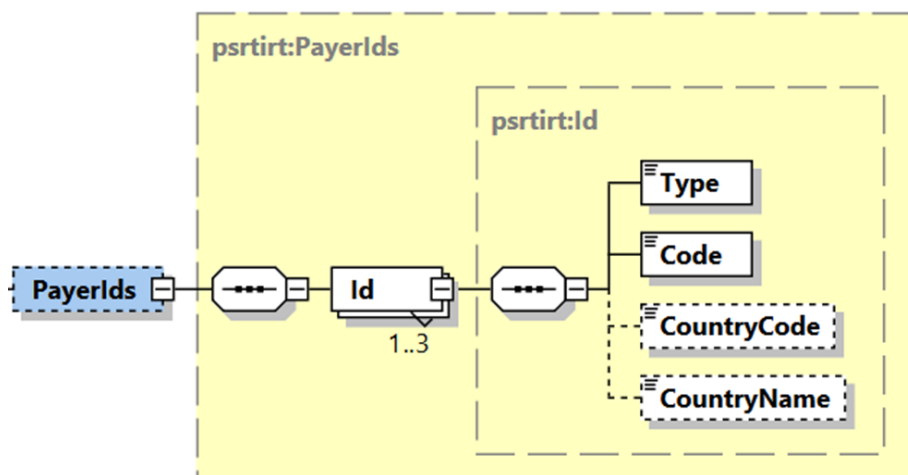 psrtirt:PayerIds
psrtirt:Id
Type
Code
PayerIds
Id
1..3
CountryCode
CountryName